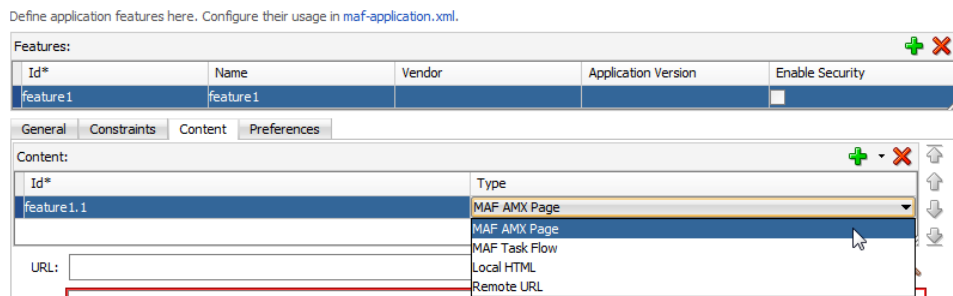 Define application features here. Configure their usage in maf-application.xml.
Features:
Id* Name Vendor Application Version Enable Security
feature1 feature1
General Constraints Content Preferences
Content:
Id* Type
feature1.1 MAF AMX Page
MAF AMX Page
MAF Task Flow
Local HTML
URL: Remote URL